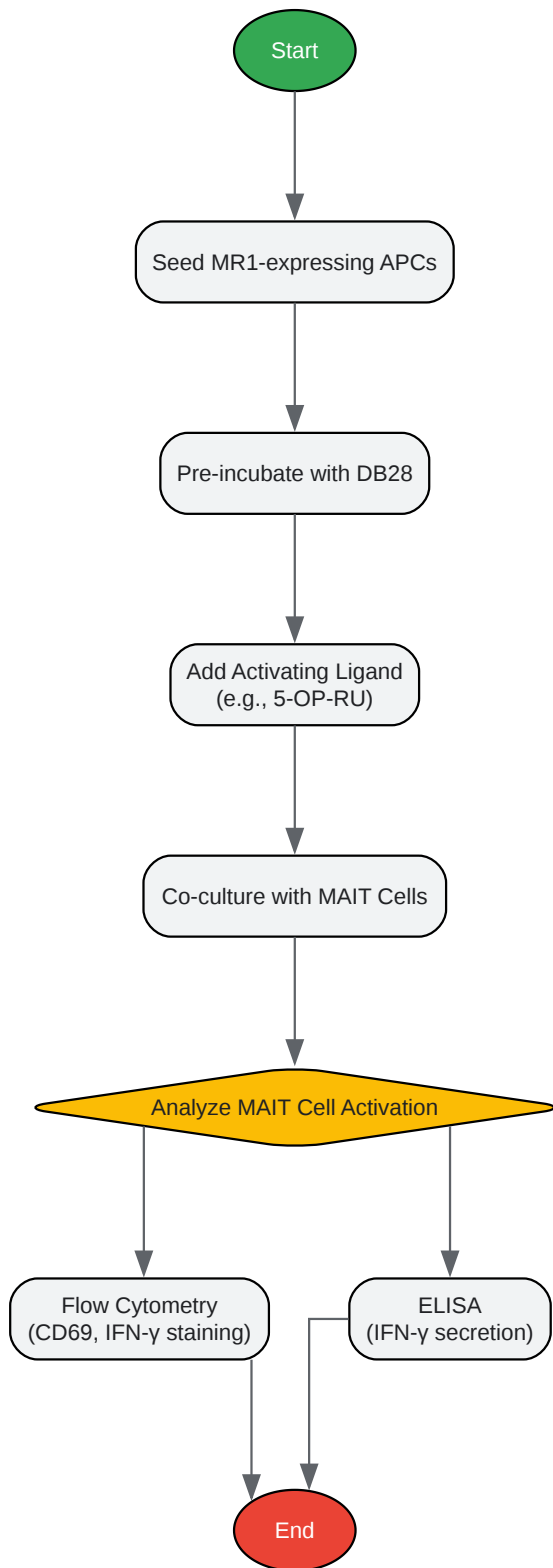 Start
Seed MR1-expressing APCs
Pre-incubate with DB28
Add Activating Ligand
(e.g., 5-OP-RU)
Co-culture with MAIT Cells
Analyze MAIT Cell Activation
Flow Cytometry
(CD69, IFN-γ staining)
ELISA
(IFN-γ secretion)
End